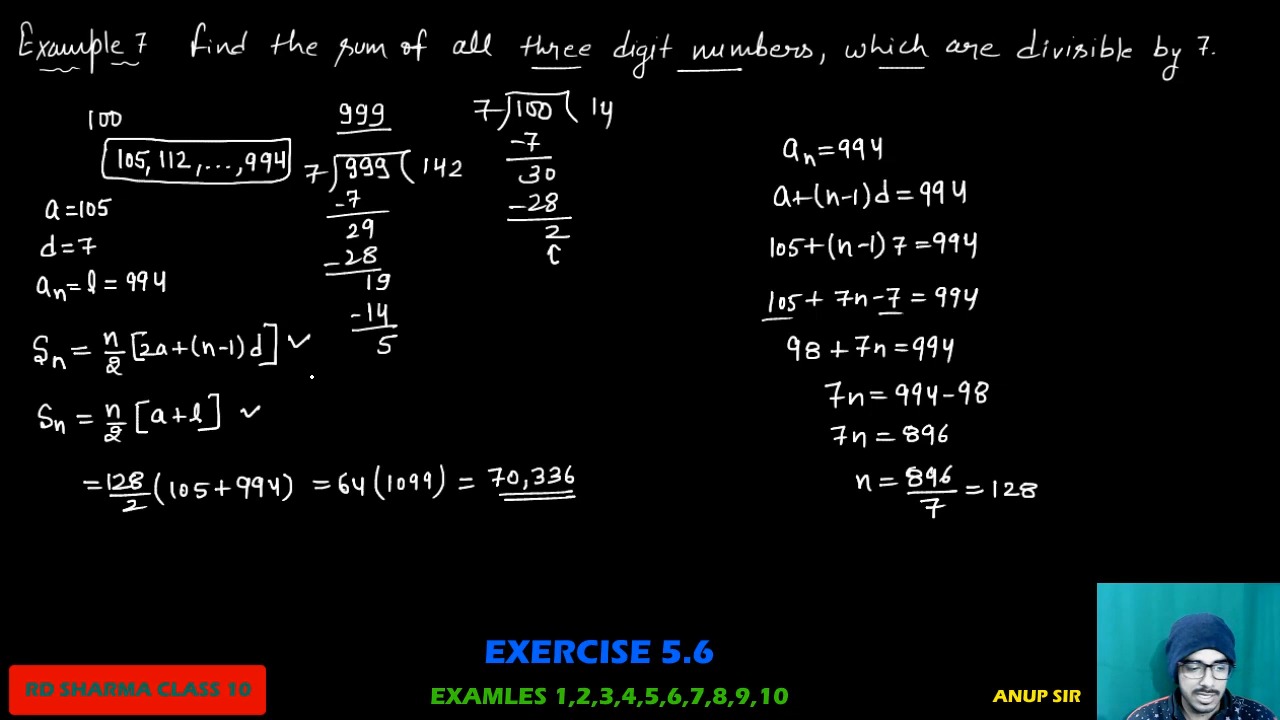 Example 7 find the sum of all three digit numbers, which are divisible by 7.
100
105, 112, ..., 994
a = 105
d = 7
an = l = 994
Sn = n/2 [2a + (n-1) d] ✓
Sn = n/2 [a + l] ✓
= 128/2 (105 + 994) = 64 (1099) = 70,336
999
7) 999 ( 142
-7
29
-28
19
-14
5
7) 100 ( 14
-7
30
-28
2
an = 994
a + (n-1) d = 994
105 + (n-1) 7 = 994
105 + 7n - 7 = 994
98 + 7n = 994
7n = 994 - 98
7n = 896
n = 896/7 = 128
EXERCISE 5.6
RD SHARMA CLASS 10
EXAMLES 1,2,3,4,5,6,7,8,9,10
ANUP SIR